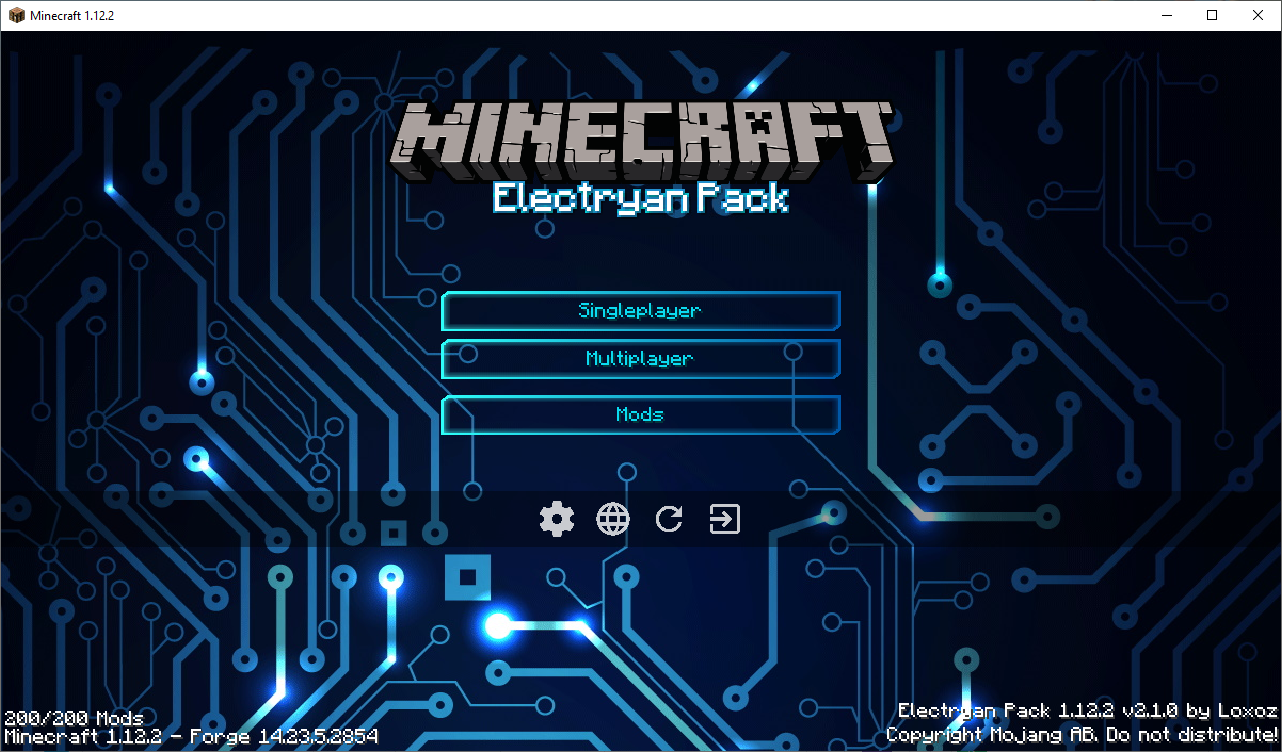 Minecraft 1.12.2
MINECRAFT
Electryan Pack
Singleplayer
Multiplayer
Mods
200/200 Mods
Minecraft 1.12.2 - Forge 14.23.5.2854
Electryan Pack 1.12.2 v3.1.0 by Loxoz
Copyright Mojang AB. Do not distribute!